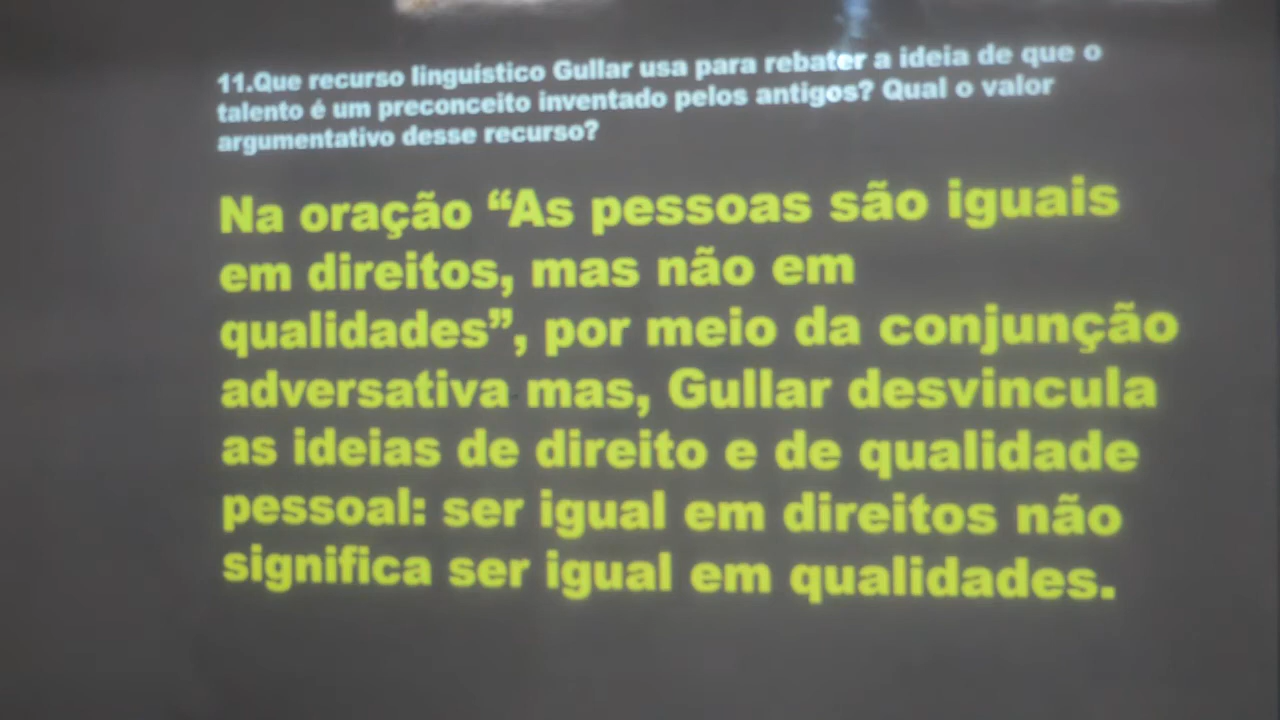 11.Que recurso linguístico Gullar usa para rebater a ideia de que o
talento é um preconceito inventado pelos antigos? Qual o valor
argumentativo desse recurso?
Na oração “As pessoas são iguais
em direitos, mas não em
qualidades”, por meio da conjunção
adversativa mas, Gullar desvincula
as ideias de direito e de qualidade
pessoal: ser igual em direitos não
significa ser igual em qualidades.